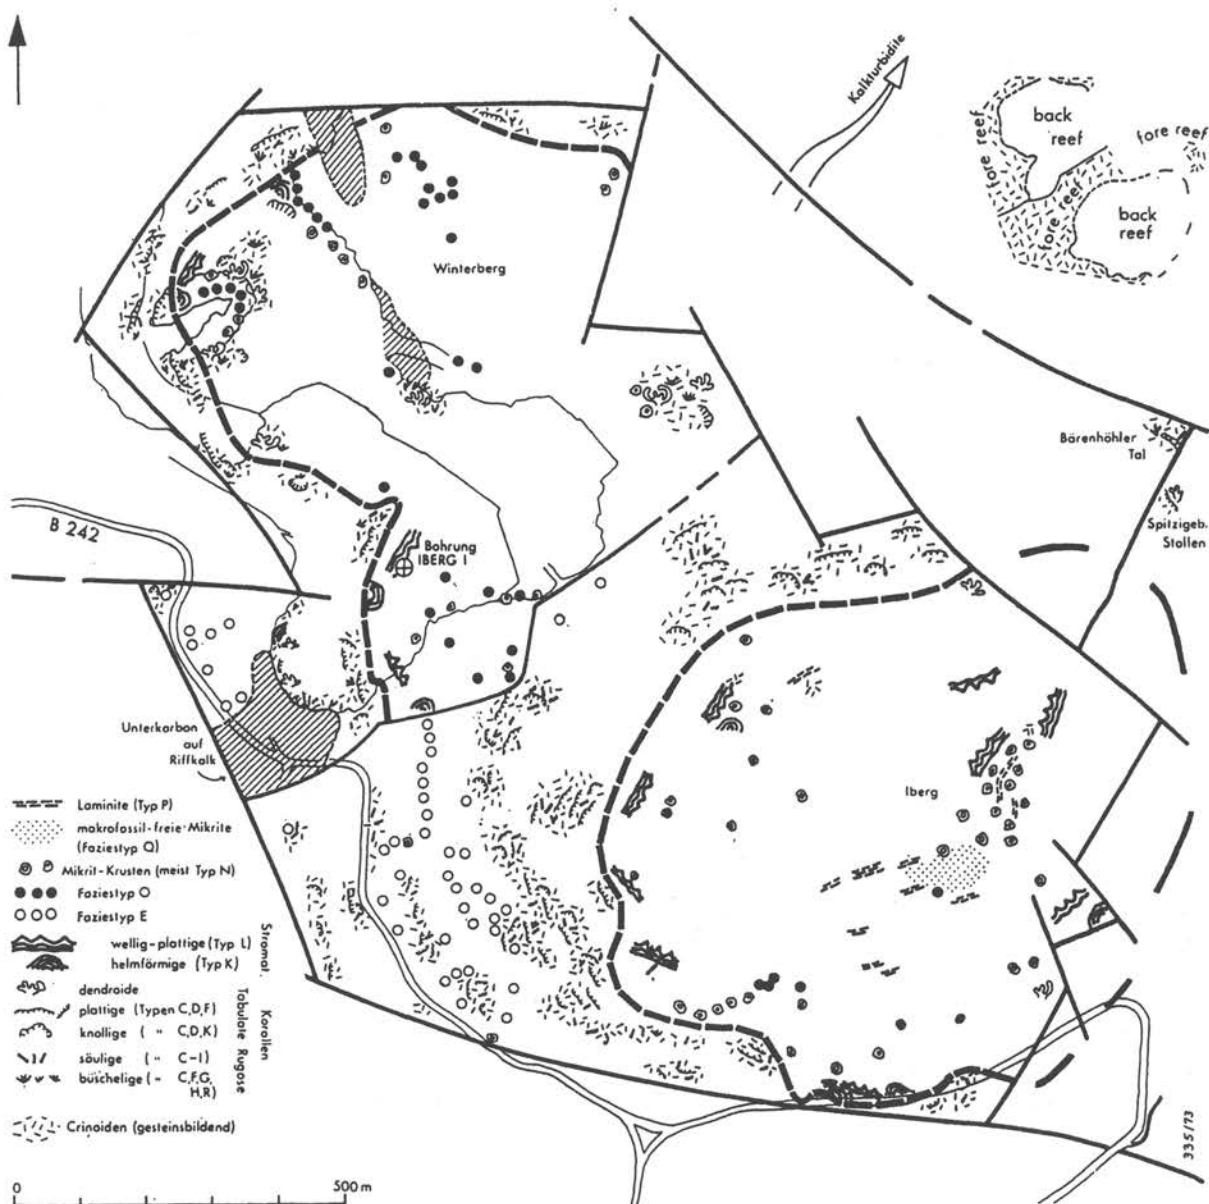 Kalkturbidite
back
reef
fore reef
fore reef
fore reef
back
reef
Winterberg
Bärenhöhler
Tal
Spitzigeb.
Stollen
B 242
Bohrung
IBERG I
Unterkarbon
auf
Riffkalk
Iberg
Laminite (Typ P)
makrofossil-freie Mikrite
(Faziestyp Q)
Mikrit-Krusten (meist Typ N)
Faziestyp O
Faziestyp E
wellig-plattige (Typ L)
helmförmige (Typ K)
Stromat.
dendroide
plattige (Typen C,D,F)
knollige ( " C,D,K)
säulige ( " C-I)
büschelige ( " C,F,G,
H,R)
Tabulate Rugose
Korallen
Crinoiden (gesteinsbildend)
0 500 m
335/73